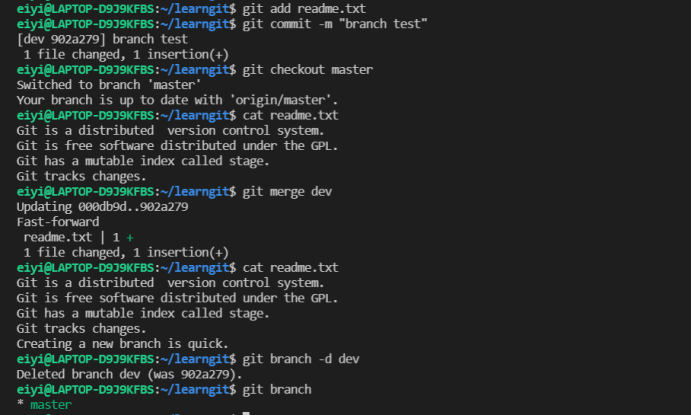 eiyi@LAPTOP-D9J9KFBS:~/learngit$ git add readme.txt
eiyi@LAPTOP-D9J9KFBS:~/learngit$ git commit -m "branch test"
[dev 902a279] branch test
 1 file changed, 1 insertion(+)
eiyi@LAPTOP-D9J9KFBS:~/learngit$ git checkout master
Switched to branch 'master'
Your branch is up to date with 'origin/master'.
eiyi@LAPTOP-D9J9KFBS:~/learngit$ cat readme.txt
Git is a distributed  version control system.
Git is free software distributed under the GPL.
Git has a mutable index called stage.
Git tracks changes.
eiyi@LAPTOP-D9J9KFBS:~/learngit$ git merge dev
Updating 000db9d..902a279
Fast-forward
 readme.txt | 1 +
 1 file changed, 1 insertion(+)
eiyi@LAPTOP-D9J9KFBS:~/learngit$ cat readme.txt
Git is a distributed  version control system.
Git is free software distributed under the GPL.
Git has a mutable index called stage.
Git tracks changes.
Creating a new branch is quick.
eiyi@LAPTOP-D9J9KFBS:~/learngit$ git branch -d dev
Deleted branch dev (was 902a279).
eiyi@LAPTOP-D9J9KFBS:~/learngit$ git branch
* master